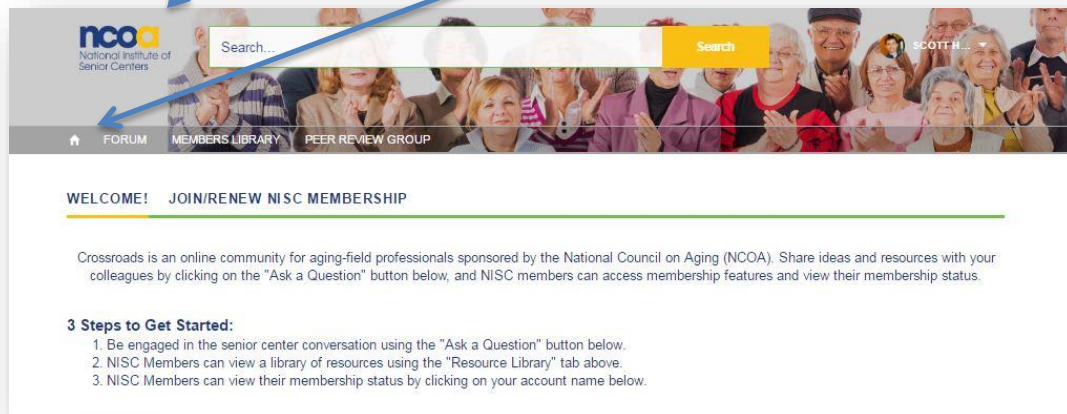 ncoa
National Institute of
Senior Centers
Search...
Search
SCOTT H...
FORUM MEMBERS LIBRARY PEER REVIEW GROUP
WELCOME! JOIN/RENEW NISC MEMBERSHIP
Crossroads is an online community for aging-field professionals sponsored by the National Council on Aging (NCOA). Share ideas and resources with your
colleagues by clicking on the "Ask a Question" button below, and NISC members can access membership features and view their membership status.
3 Steps to Get Started:
1. Be engaged in the senior center conversation using the "Ask a Question" button below.
2. NISC Members can view a library of resources using the "Resource Library" tab above.
3. NISC Members can view their membership status by clicking on your account name below.